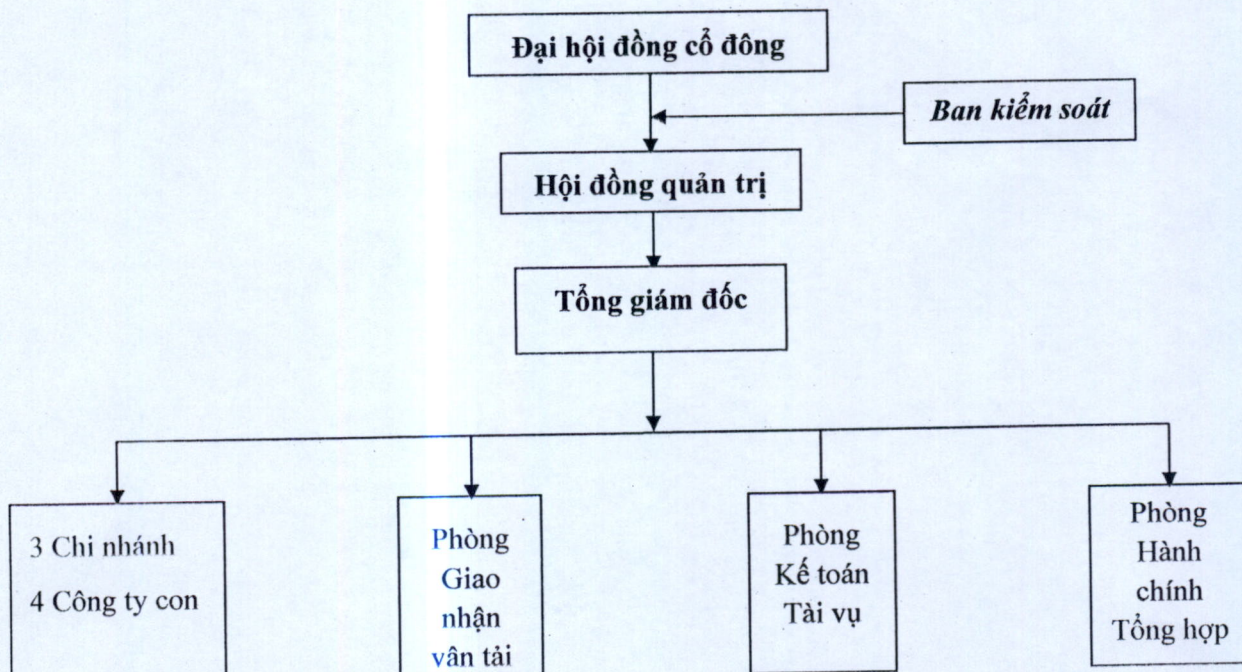 Đại hội đồng cổ đông
Ban kiểm soát
Hội đồng quản trị
Tổng giám đốc
3 Chi nhánh
4 Công ty con
Phòng
Giao
nhận
vân tải
Phòng
Kế toán
Tài vụ
Phòng
Hành
chính
Tổng hợp